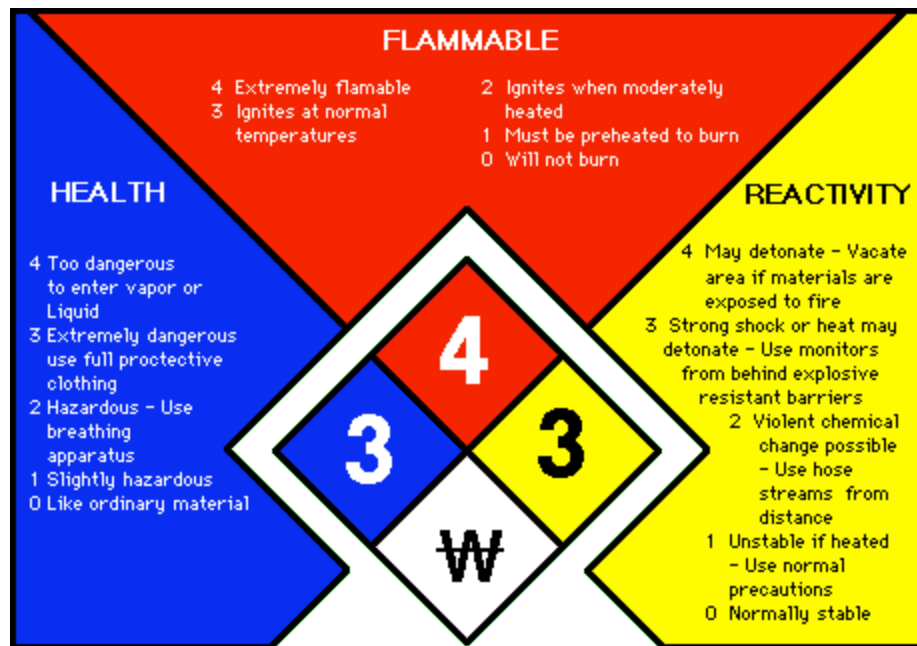 FLAMMABLE
4 Extremely flamable
3 Ignites at normal
temperatures
2 Ignites when moderately
heated
1 Must be preheated to burn
0 Will not burn
HEALTH
4 Too dangerous
to enter vapor or
Liquid
3 Extremely dangerous
use full proctective
clothing
2 Hazardous - Use
breathing
apparatus
1 Slightly hazardous
0 Like ordinary material
REACTIVITY
4 May detonate - Vacate
area if materials are
exposed to fire
3 Strong shock or heat may
detonate - Use monitors
from behind explosive
resistant barriers
2 Violent chemical
change possible
- Use hose
streams from
distance
1 Unstable if heated
- Use normal
precautions
0 Normally stable
4
3
3
W